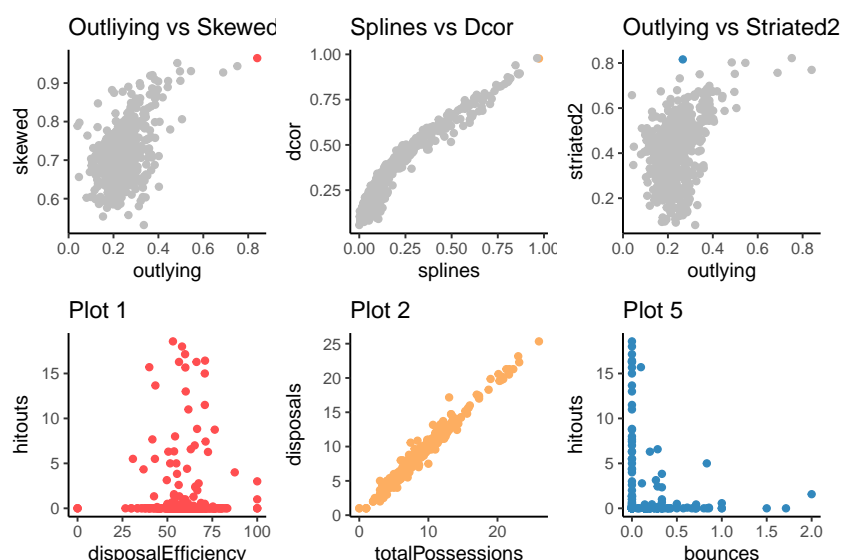 Outliying vs Skewed
Splines vs Dcor
Outlying vs Striated2
skewed
0.9
0.8
0.7
0.6
0.0 0.2 0.4 0.6 0.8
outlying
dcor
1.00
0.75
0.50
0.25
0.00 0.25 0.50 0.75 1.00
splines
striated2
0.8
0.6
0.4
0.2
0.0 0.2 0.4 0.6 0.8
outlying
Plot 1
Plot 2
Plot 5
hitouts
15
10
5
0
0 25 50 75 100
disposalEfficiency
disposals
25
20
15
10
5
0
0 10 20
totalPossessions
hitouts
15
10
5
0
0.0 0.5 1.0 1.5 2.0
bounces